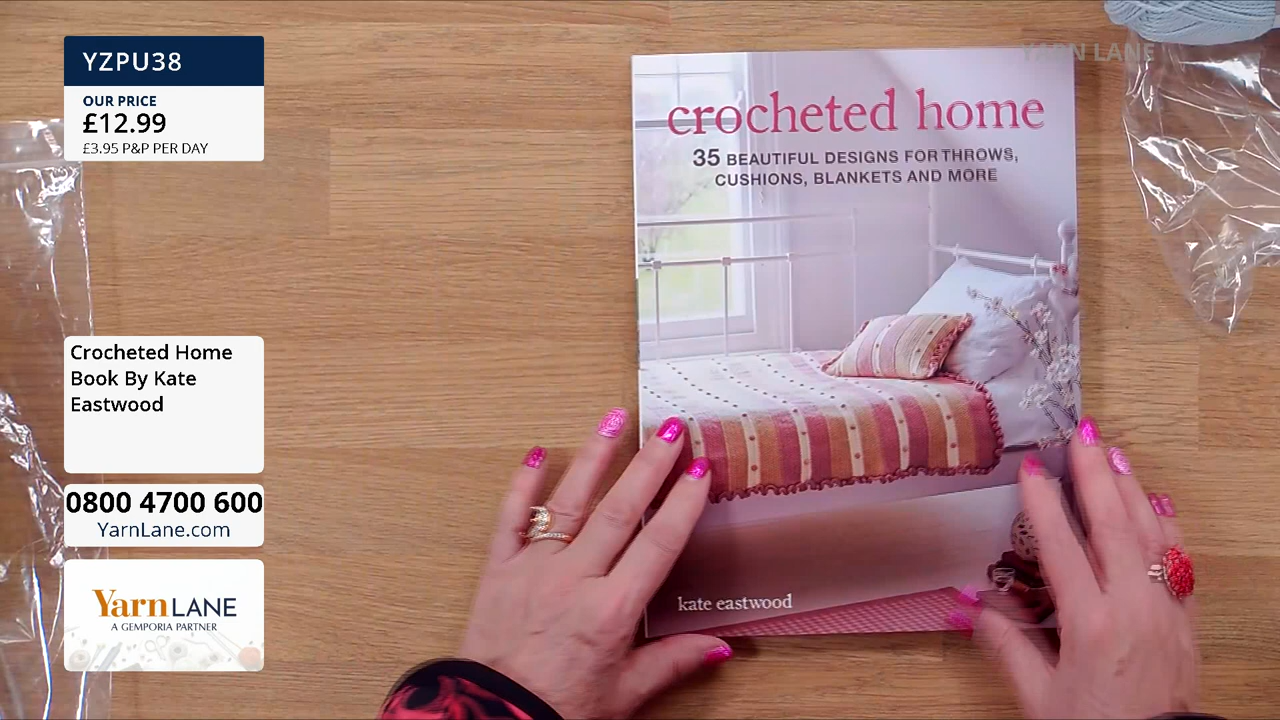 YZPU38
OUR PRICE
£12.99
£3.95 P&P PER DAY
Crocheted Home
Book By Kate
Eastwood
0800 4700 600
YarnLane.com
YarnLANE
A GEMPORIA PARTNER
YARN LANE
crocheted home
35 BEAUTIFUL DESIGNS FOR THROWS,
CUSHIONS, BLANKETS AND MORE
kate eastwood